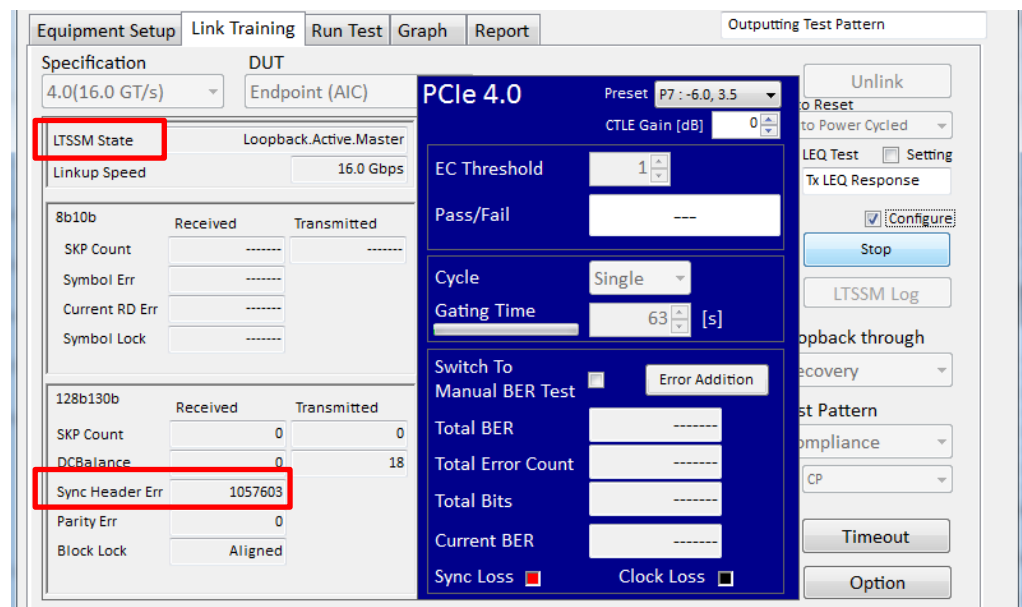 Equipment Setup Link Training Run Test Graph Report Outputting Test Pattern
Specification DUT
4.0(16.0 GT/s) Endpoint (AIC)
LTSSM State Loopback.Active.Master
Linkup Speed 16.0 Gbps
8b10b Received Transmitted
SKP Count ------- -------
Symbol Err -------
Current RD Err -------
Symbol Lock -------
128b130b Received Transmitted
SKP Count 0 0
DCBalance 0 18
Sync Header Err 1057603
Parity Err 0
Block Lock Aligned
PCIe 4.0 Preset P7 : -6.0, 3.5
CTLE Gain [dB] 0
EC Threshold 1
Pass/Fail ---
Cycle Single
Gating Time 63 [s]
Switch To
Manual BER Test Error Addition
Total BER -------
Total Error Count -------
Total Bits -------
Current BER -------
Sync Loss Clock Loss
Unlink
to Reset
to Power Cycled
LEQ Test Setting
Tx LEQ Response
Configure
Stop
LTSSM Log
opback through
ecovery
st Pattern
ompliance
CP
Timeout
Option